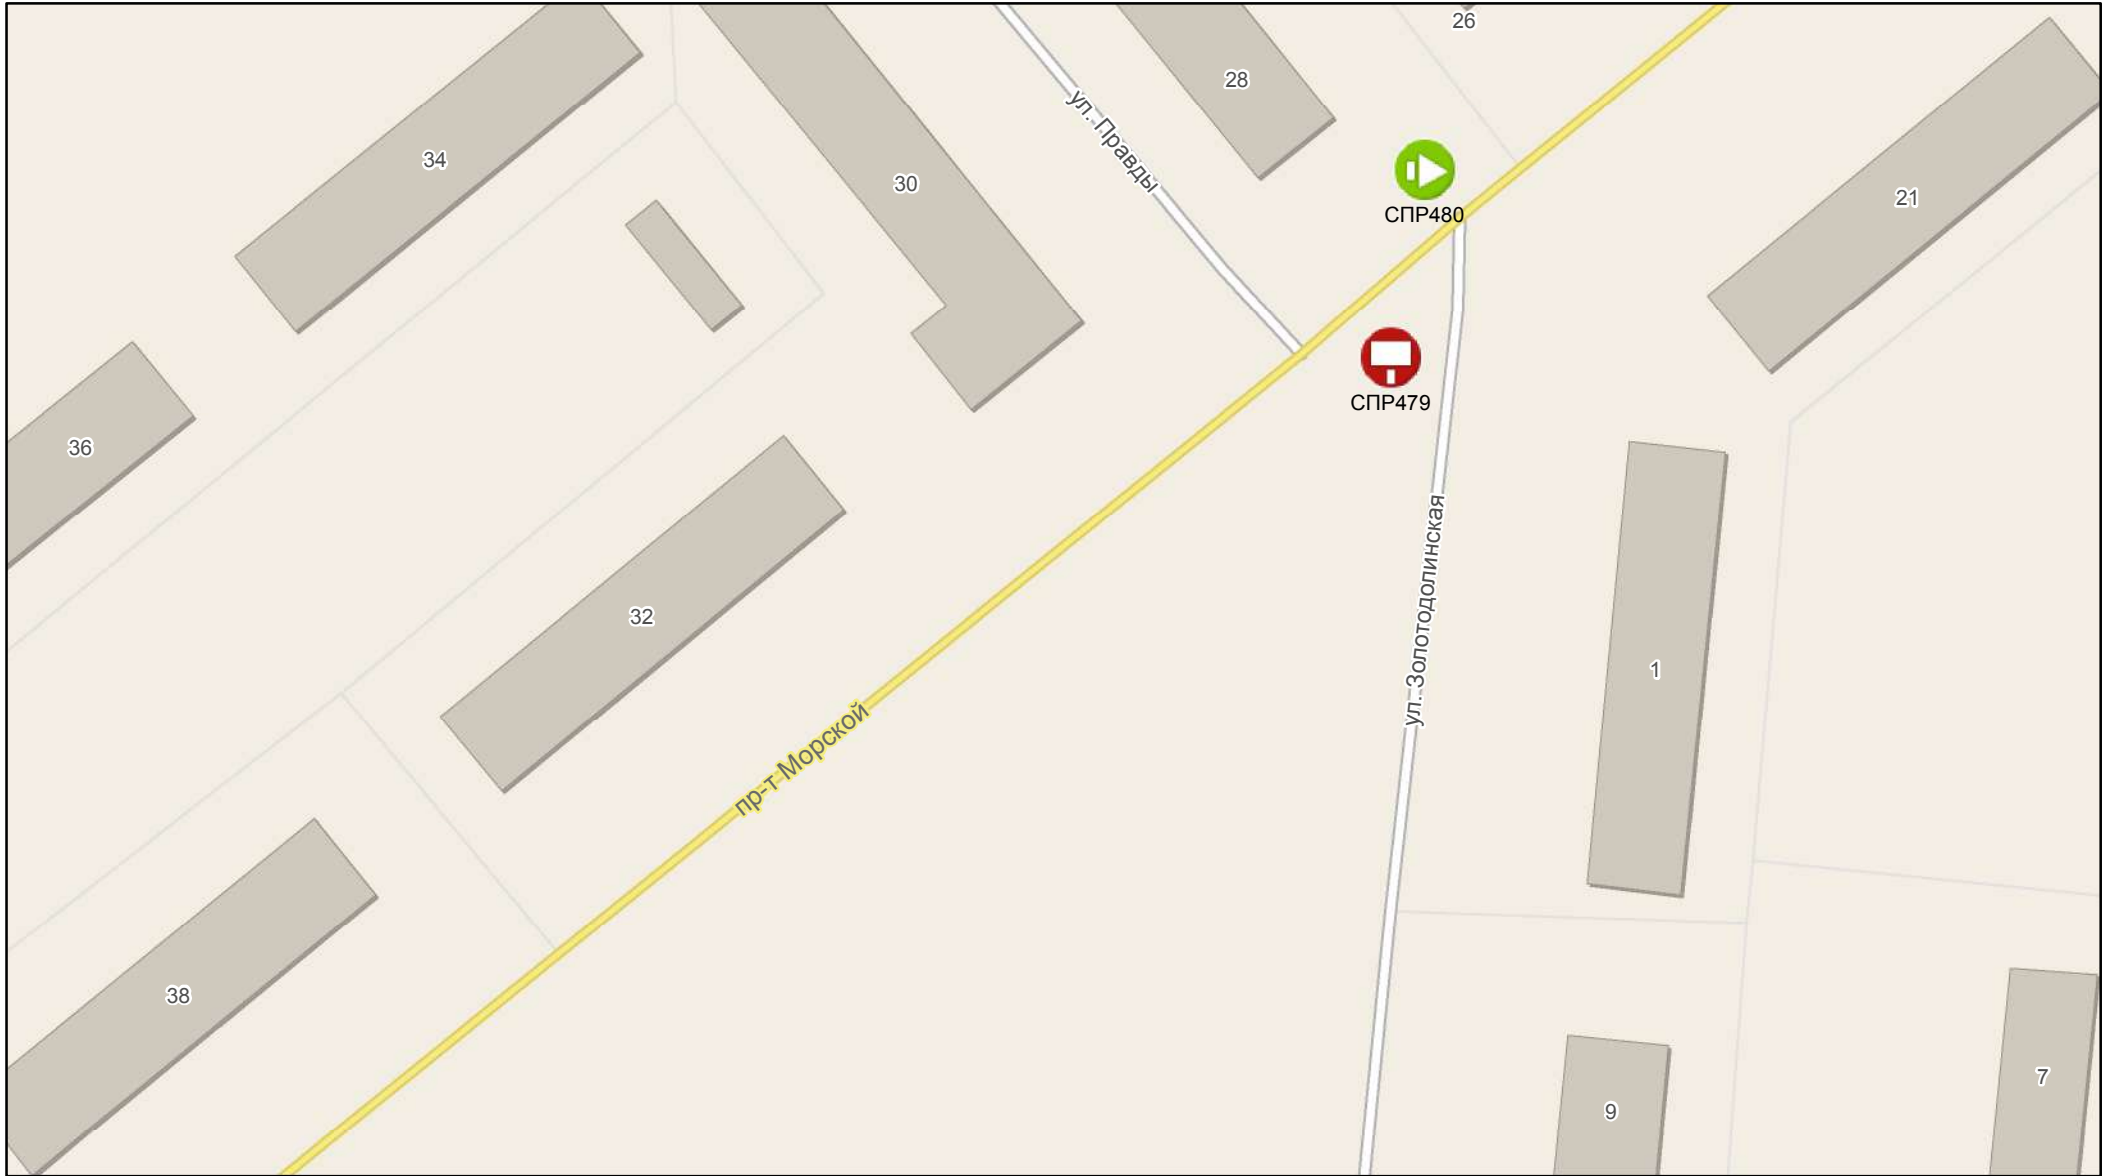 26
28
ул. Правды
34
30
21
СПР480
СПР479
36
ул. Золотодолинская
32
1
пр-т Морской
38
7
9